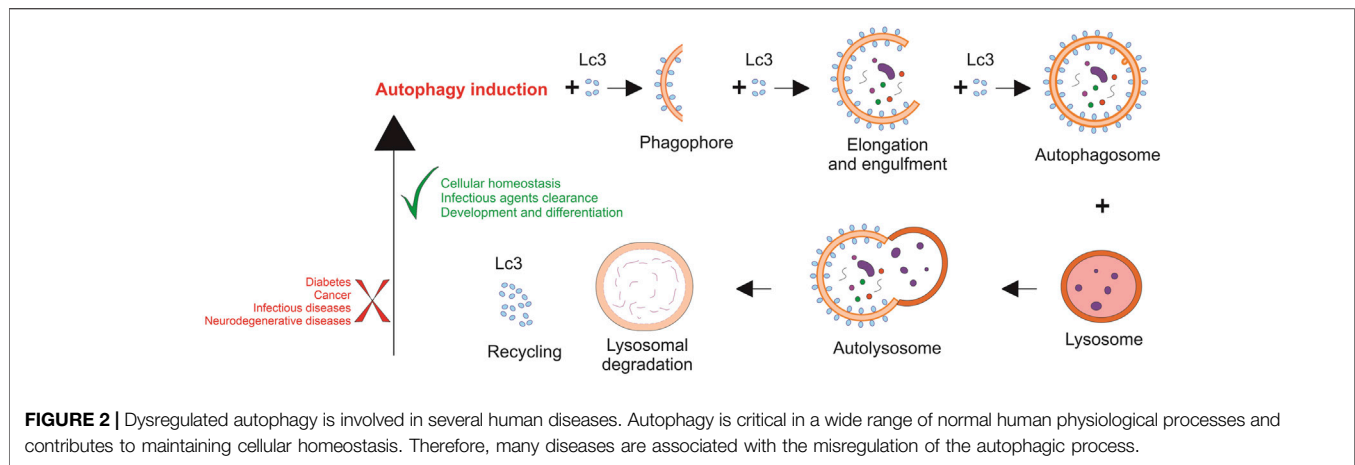 Autophagy induction
+
Lc3
Phagophore
+
Lc3
Elongation
and engulfment
+
Lc3
Autophagosome
+
Cellular homeostasis
Infectious agents clearance
Development and differentiation
Diabetes
Cancer
Infectious diseases
Neurodegenerative diseases
Lc3
Recycling
Lysosomal
degradation
Autolysosome
Lysosome
FIGURE 2 | Dysregulated autophagy is involved in several human diseases. Autophagy is critical in a wide range of normal human physiological processes and
contributes to maintaining cellular homeostasis. Therefore, many diseases are associated with the misregulation of the autophagic process.